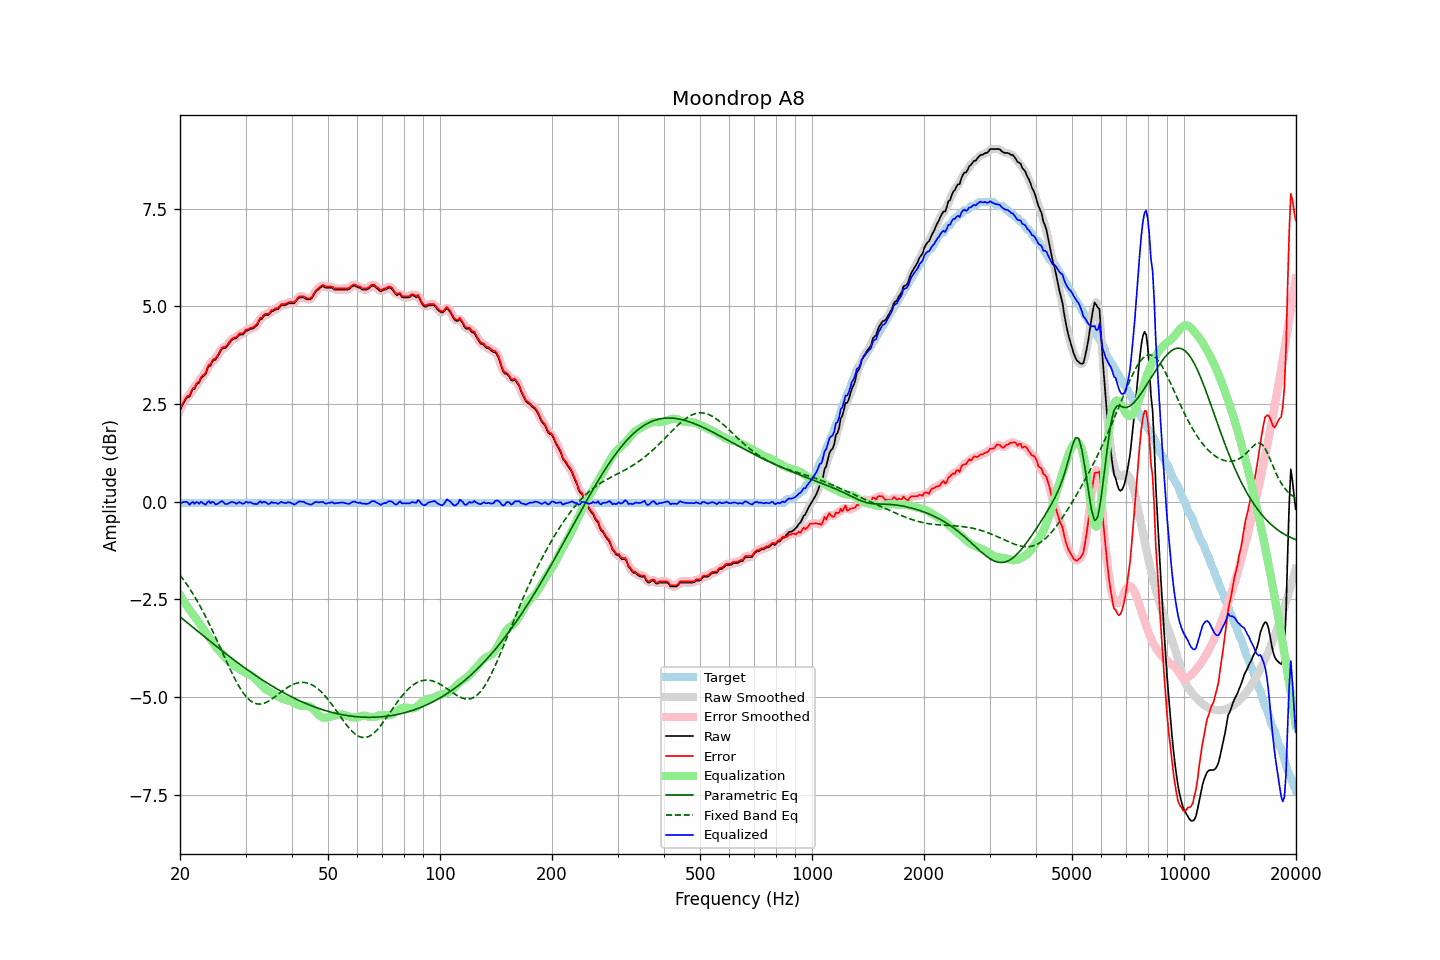 Moondrop A8
Amplitude (dBr)
7.5
5.0
2.5
0.0
−2.5
−5.0
−7.5
Target
Raw Smoothed
Error Smoothed
Raw
Error
Equalization
Parametric Eq
Fixed Band Eq
Equalized
20 50 100 200 500 1000 2000 5000 10000 20000
Frequency (Hz)